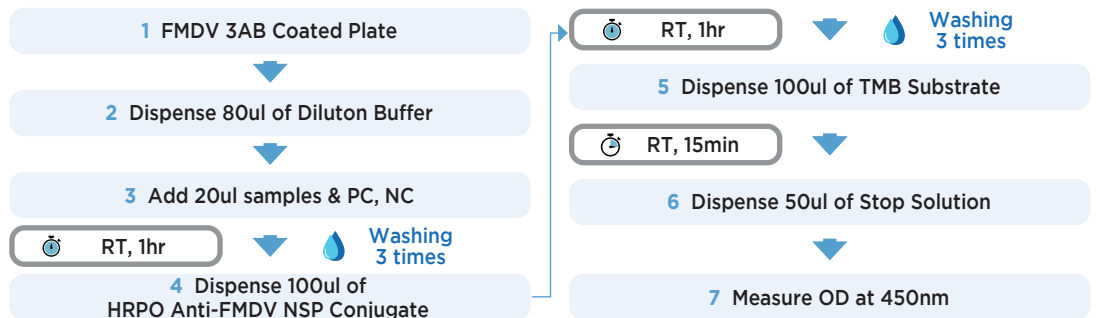 1 FMDV 3AB Coated Plate
2 Dispense 80ul of Diluton Buffer
3 Add 20ul samples & PC, NC
RT, 1hr
Washing
3 times
4 Dispense 100ul of
HRPO Anti-FMDV NSP Conjugate
RT, 1hr
Washing
3 times
5 Dispense 100ul of TMB Substrate
RT, 15min
6 Dispense 50ul of Stop Solution
7 Measure OD at 450nm